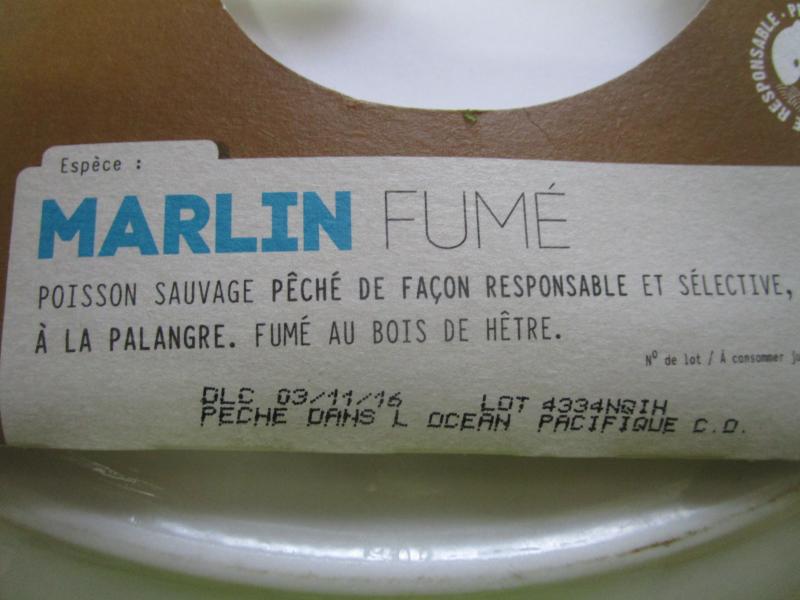 RESPONSABLE
Espèce :
MARLIN FUMÉ
POISSON SAUVAGE PÊCHÉ DE FAÇON RESPONSABLE ET SÉLECTIVE,
À LA PALANGRE. FUMÉ AU BOIS DE HÊTRE.
N° de lot / À consommer
DLC 03/11/16 LOT 4334NQIH
PECHE DANS L OCEAN PACIFIQUE C.O.